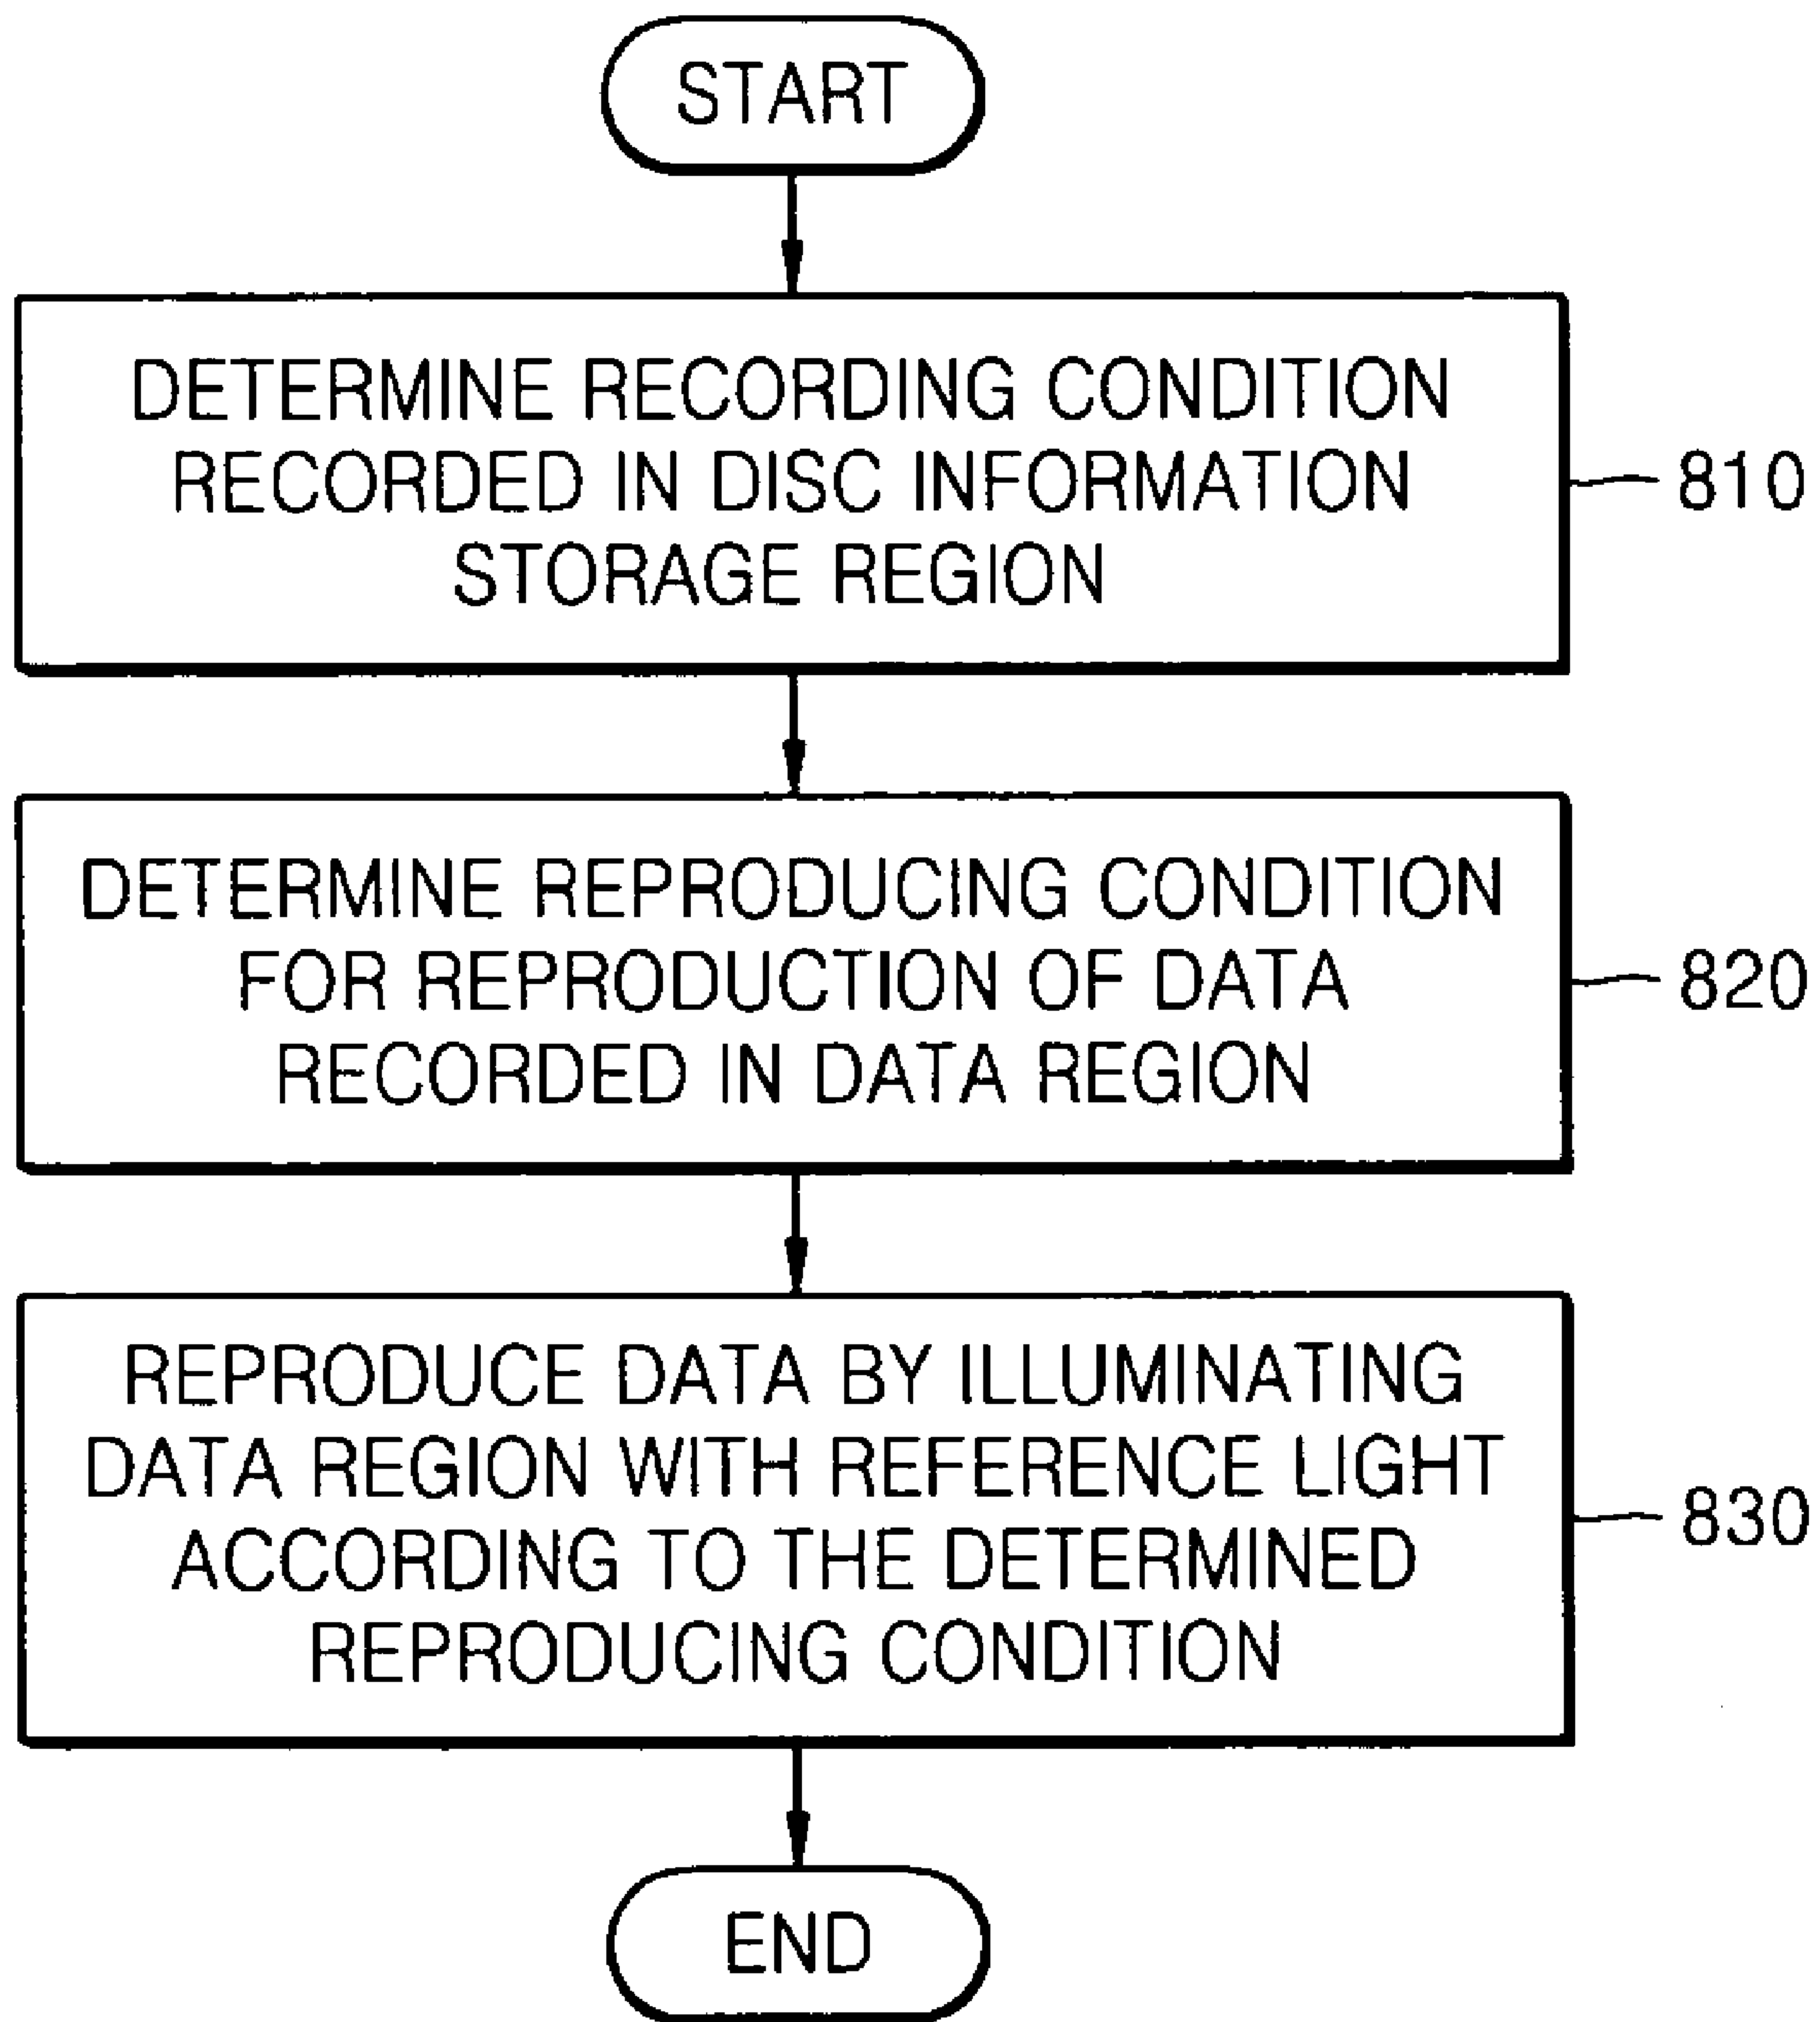 START
DETERMINE RECORDING CONDITION
RECORDED IN DISC INFORMATION
STORAGE REGION
810
DETERMINE REPRODUCING CONDITION
FOR REPRODUCTION OF DATA
RECORDED IN DATA REGION
820
REPRODUCE DATA BY ILLUMINATING
DATA REGION WITH REFERENCE LIGHT
ACCORDING TO THE DETERMINED
REPRODUCING CONDITION
830
END